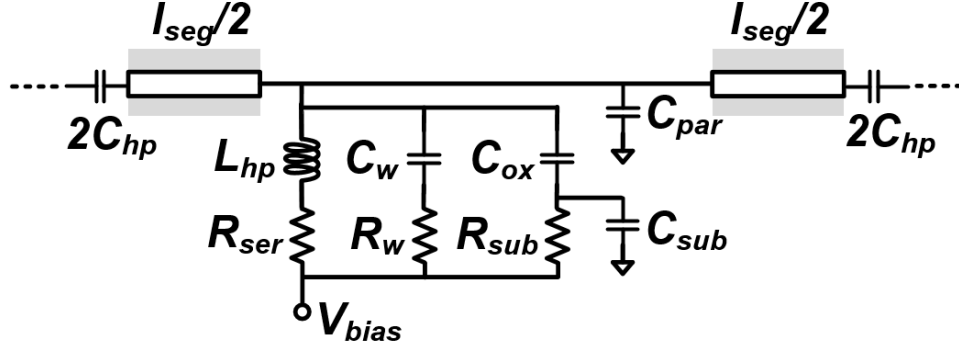 l_seg/2
l_seg/2
2C_hp
C_par
2C_hp
L_hp
C_w
C_ox
R_ser
R_w
R_sub
C_sub
V_bias